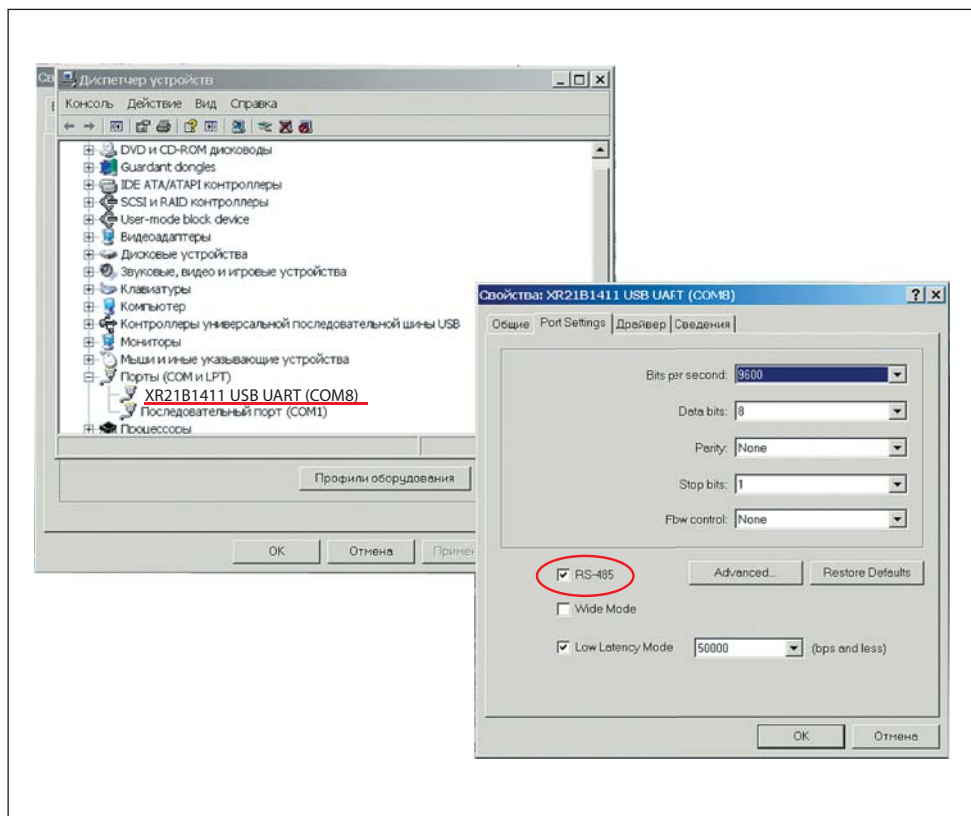 Св
Диспетчер устройств
Консоль Действие Вид Справка
DVD и CD-ROM дисководы
Guardant dongles
IDE ATA/ATAPI контроллеры
SCSI и RAID контроллеры
User-mode block device
Видеоадаптеры
Дисковые устройства
Звуковые, видео и игровые устройства
Клавиатуры
Компьютер
Контроллеры универсальной последовательной шины USB
Мониторы
Мыши и иные указывающие устройства
Порты (COM и LPT)
XR21B1411 USB UART (COM8)
Последовательный порт (COM1)
Процессоры
Профили оборудования
ОК Отмена Примен
Свойства: XR21B1411 USB UART (COM8)
Общие Port Settings Драйвер Сведения
Bits per second: 9600
Data bits: 8
Parity: None
Stop bits: 1
Flow control: None
RS-485 Advanced... Restore Defaults
Wide Mode
Low Latency Mode 50000 (bps and less)
ОК Отмена